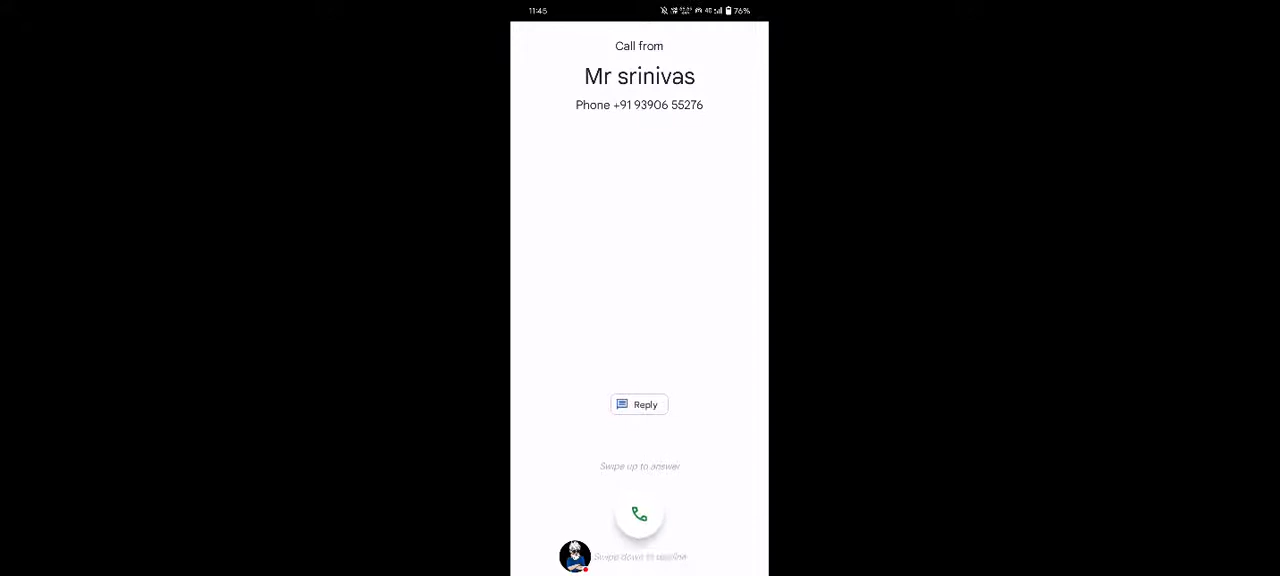 11:45
4G 76%
Call from
Mr srinivas
Phone +91 93906 55276
Reply
Swipe up to answer
Swipe down to decline